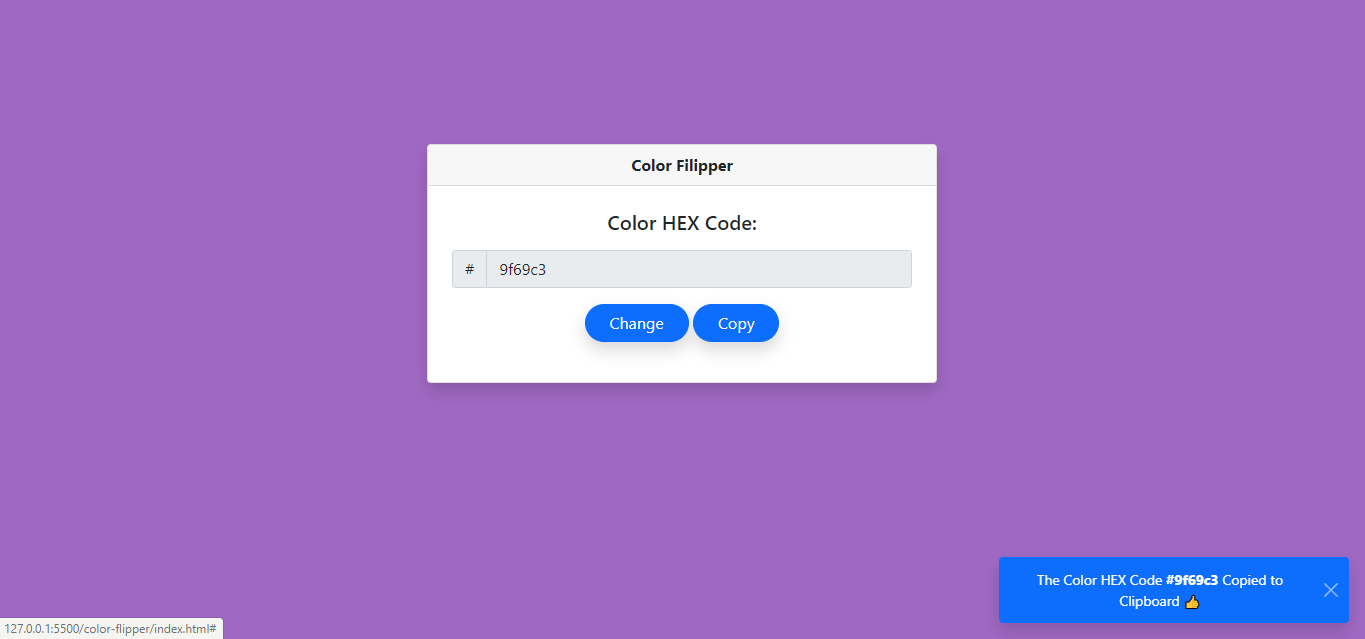 Color Filipper
Color HEX Code:
# 9f69c3
Change Copy
The Color HEX Code #9f69c3 Copied to
Clipboard 👍
127.0.0.1:5500/color-flipper/index.html#